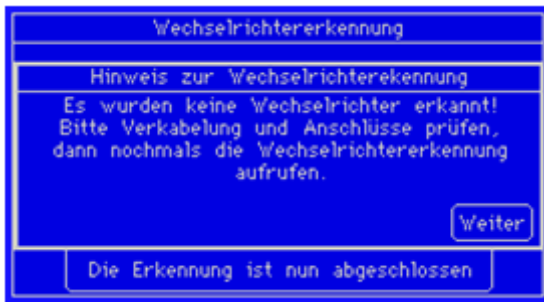 Wechselrichtererkennung
Hinweis zur Wechselrichterekennung
Es wurden keine Wechselrichter erkannt!
Bitte Verkabelung und Anschlüsse prüfen,
dann nochmals die Wechselrichtererkennung
aufrufen.
Weiter
Die Erkennung ist nun abgeschlossen